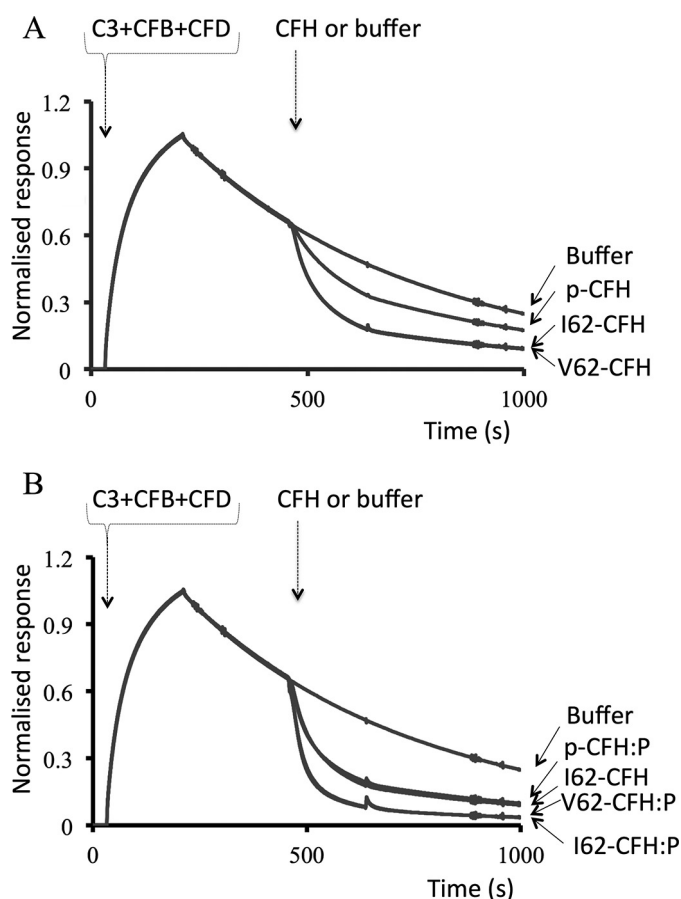 A
C3+CFB+CFD
CFH or buffer
Normalised response
1.2
0.9
0.6
0.3
0
0
500
1000
Time (s)
Buffer
p-CFH
I62-CFH
V62-CFH
B
C3+CFB+CFD
CFH or buffer
Normalised response
1.2
0.9
0.6
0.3
0
0
500
1000
Time (s)
Buffer
p-CFH:P
I62-CFH
V62-CFH:P
I62-CFH:P